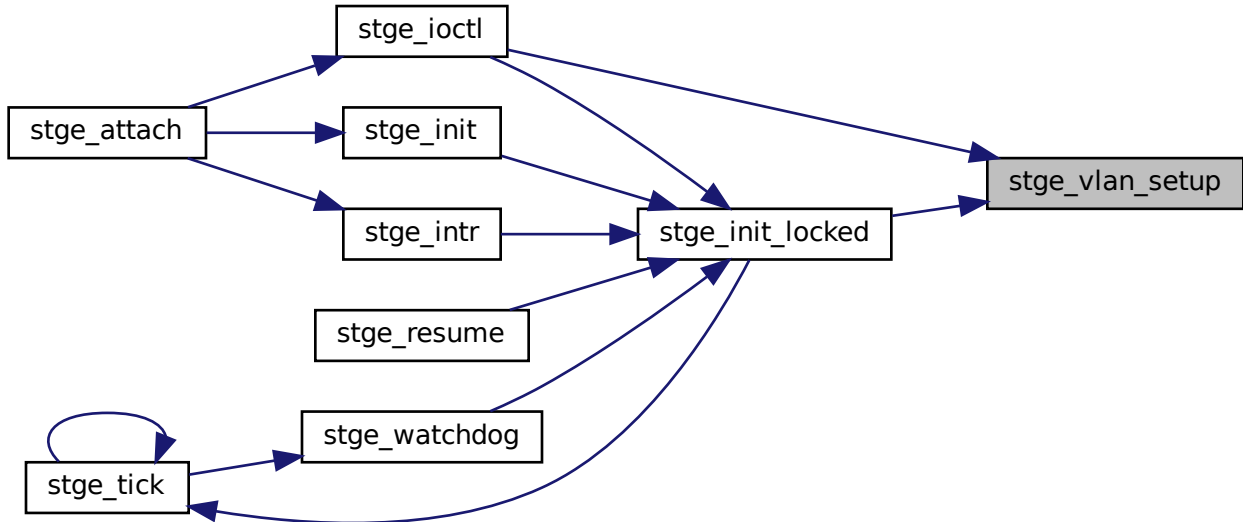 stge_ioctl
stge_attach
stge_init
stge_vlan_setup
stge_intr
stge_init_locked
stge_resume
stge_watchdog
stge_tick